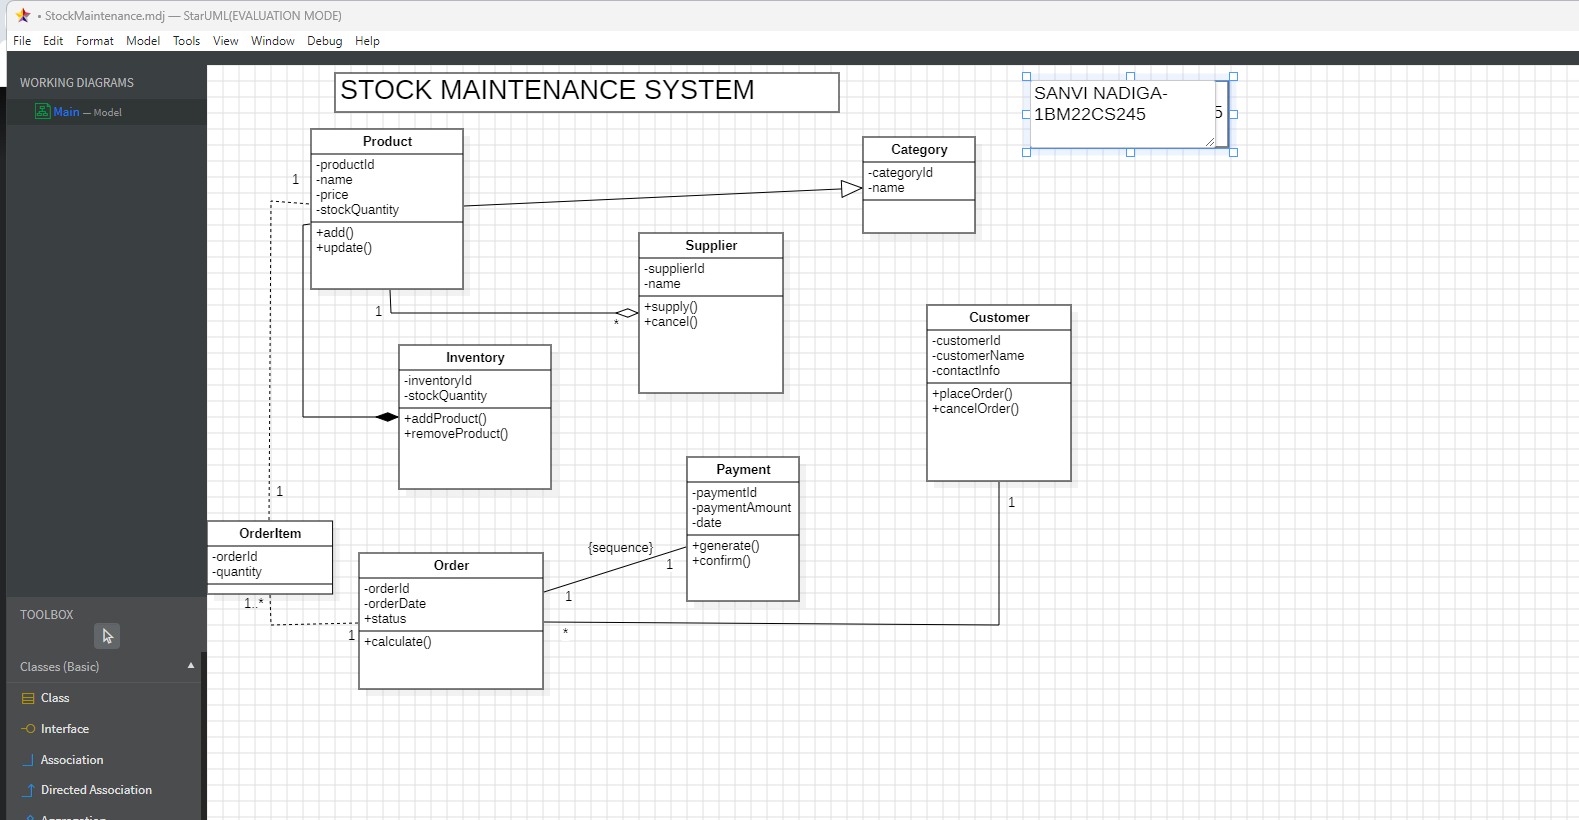 • StockMaintenance.mdj — StarUML(EVALUATION MODE)
File Edit Format Model Tools View Window Debug Help
WORKING DIAGRAMS
Main — Model
STOCK MAINTENANCE SYSTEM
SANVI NADIGA-
1BM22CS245
5
Product
-productId
-name
-price
-stockQuantity
+add()
+update()
1
Category
-categoryId
-name
Supplier
-supplierId
-name
+supply()
+cancel()
1
*
Inventory
-inventoryId
-stockQuantity
+addProduct()
+removeProduct()
Customer
-customerId
-customerName
-contactInfo
+placeOrder()
+cancelOrder()
1
Payment
-paymentId
-paymentAmount
-date
+generate()
+confirm()
{sequence}
1
1
1
OrderItem
-orderId
-quantity
1..*
1
Order
-orderId
-orderDate
+status
+calculate()
*
TOOLBOX
Classes (Basic)
Class
Interface
Association
Directed Association
Aggregation